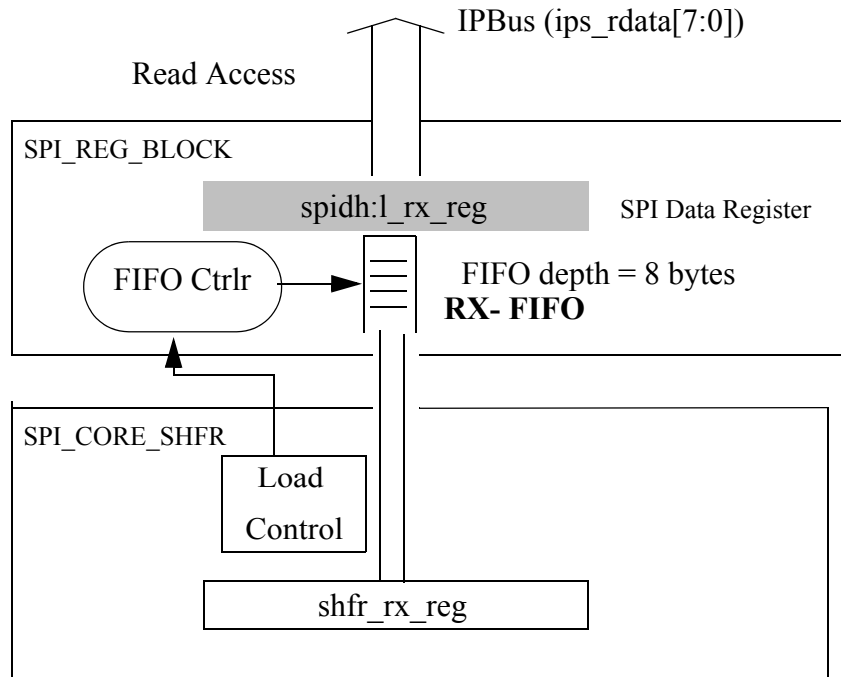 IPBus (ips_rdata[7:0])
Read Access
SPI_REG_BLOCK
spidh:l_rx_reg
SPI Data Register
FIFO Ctrlr
FIFO depth = 8 bytes
RX- FIFO
SPI_CORE_SHFR
Load
Control
shfr_rx_reg